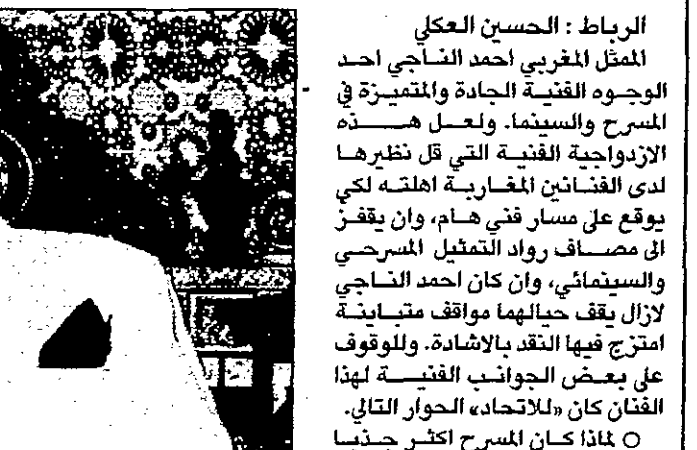 الرباط : الحسين العكلي
الممثل المغربي احمد الناجي احد
الوجوه الفنية الجادة والمتميزة في
المسرح والسينما. ولعل هذه
الازدواجية الفنية التي قل نظيرها
لدى الفنانين المغاربة اهلته لكي
يوقع على مسار فني هام، وان يقفز
الى مصاف رواد التمثيل المسرحي
والسينمائي، وان كان احمد الناجي
لازال يقف حيالهما مواقف متباينة
امتزج فيها النقد بالاشادة. وللوقوف
على بعض الجوانب الفنية لهذا
الفنان كان «للاتحاد» الحوار التالي.
○ لماذا كان المسرح اكثر جذبا